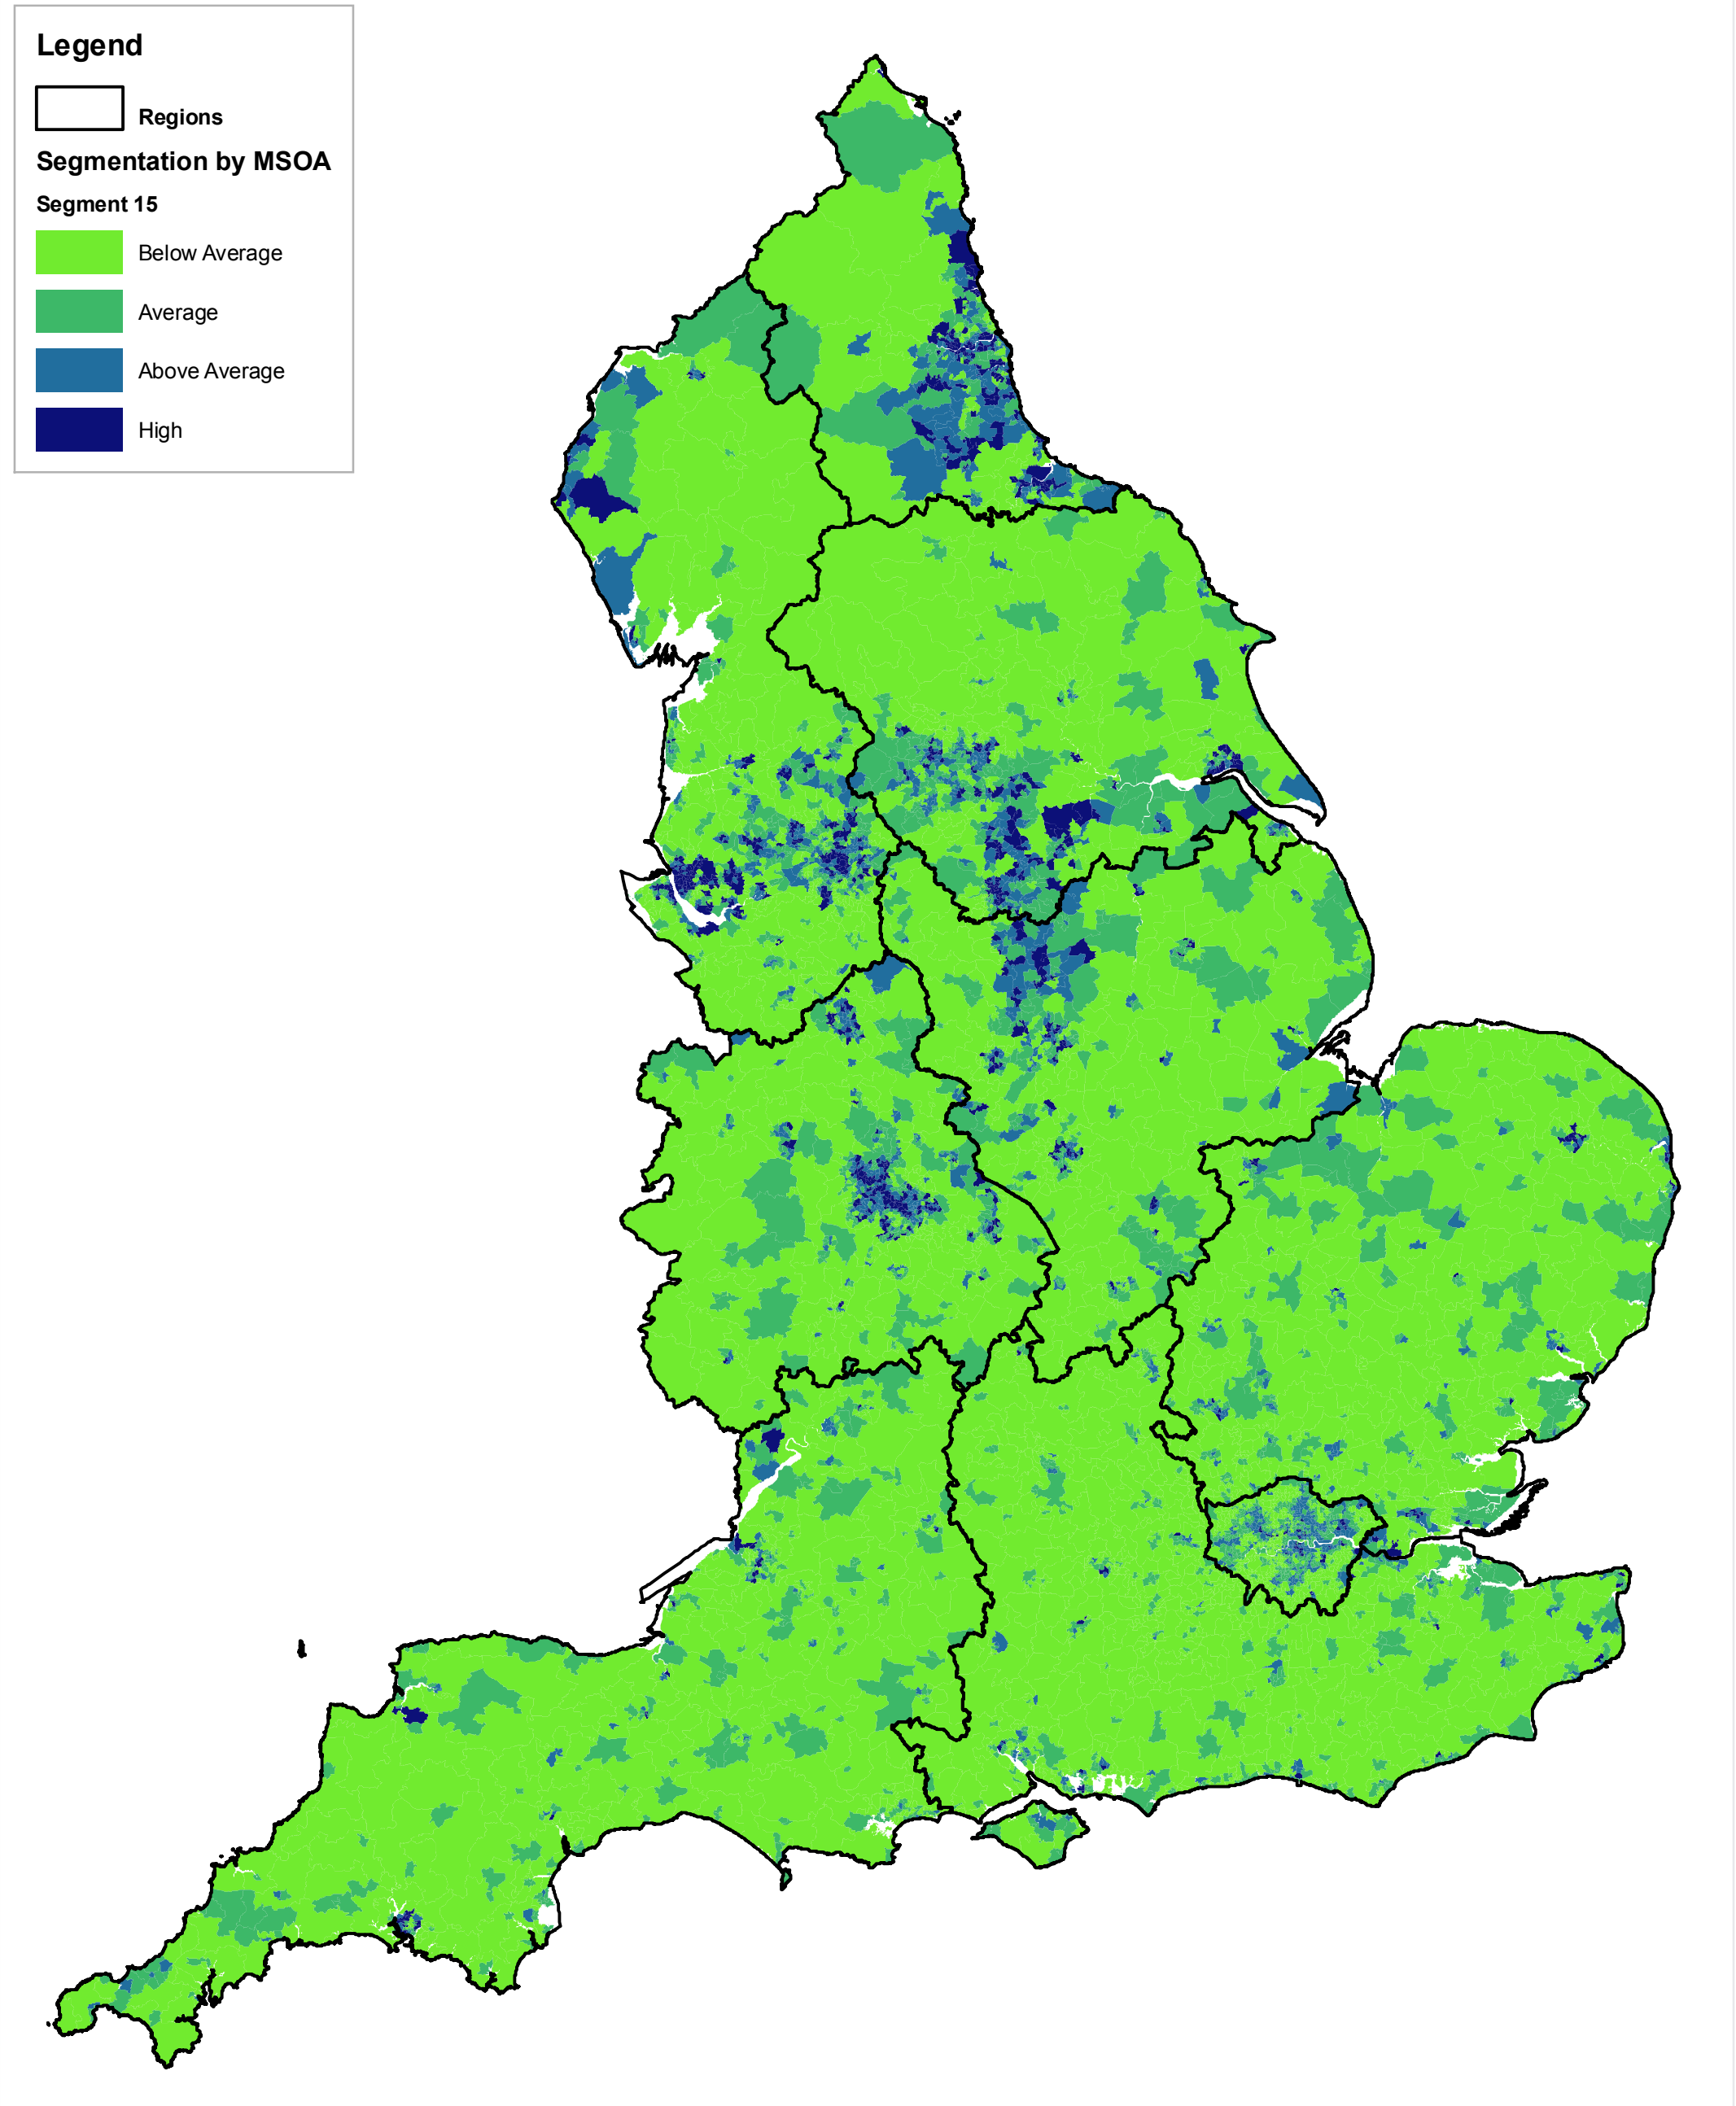 Legend
Regions
Segmentation by MSOA
Segment 15
Below Average
Average
Above Average
High